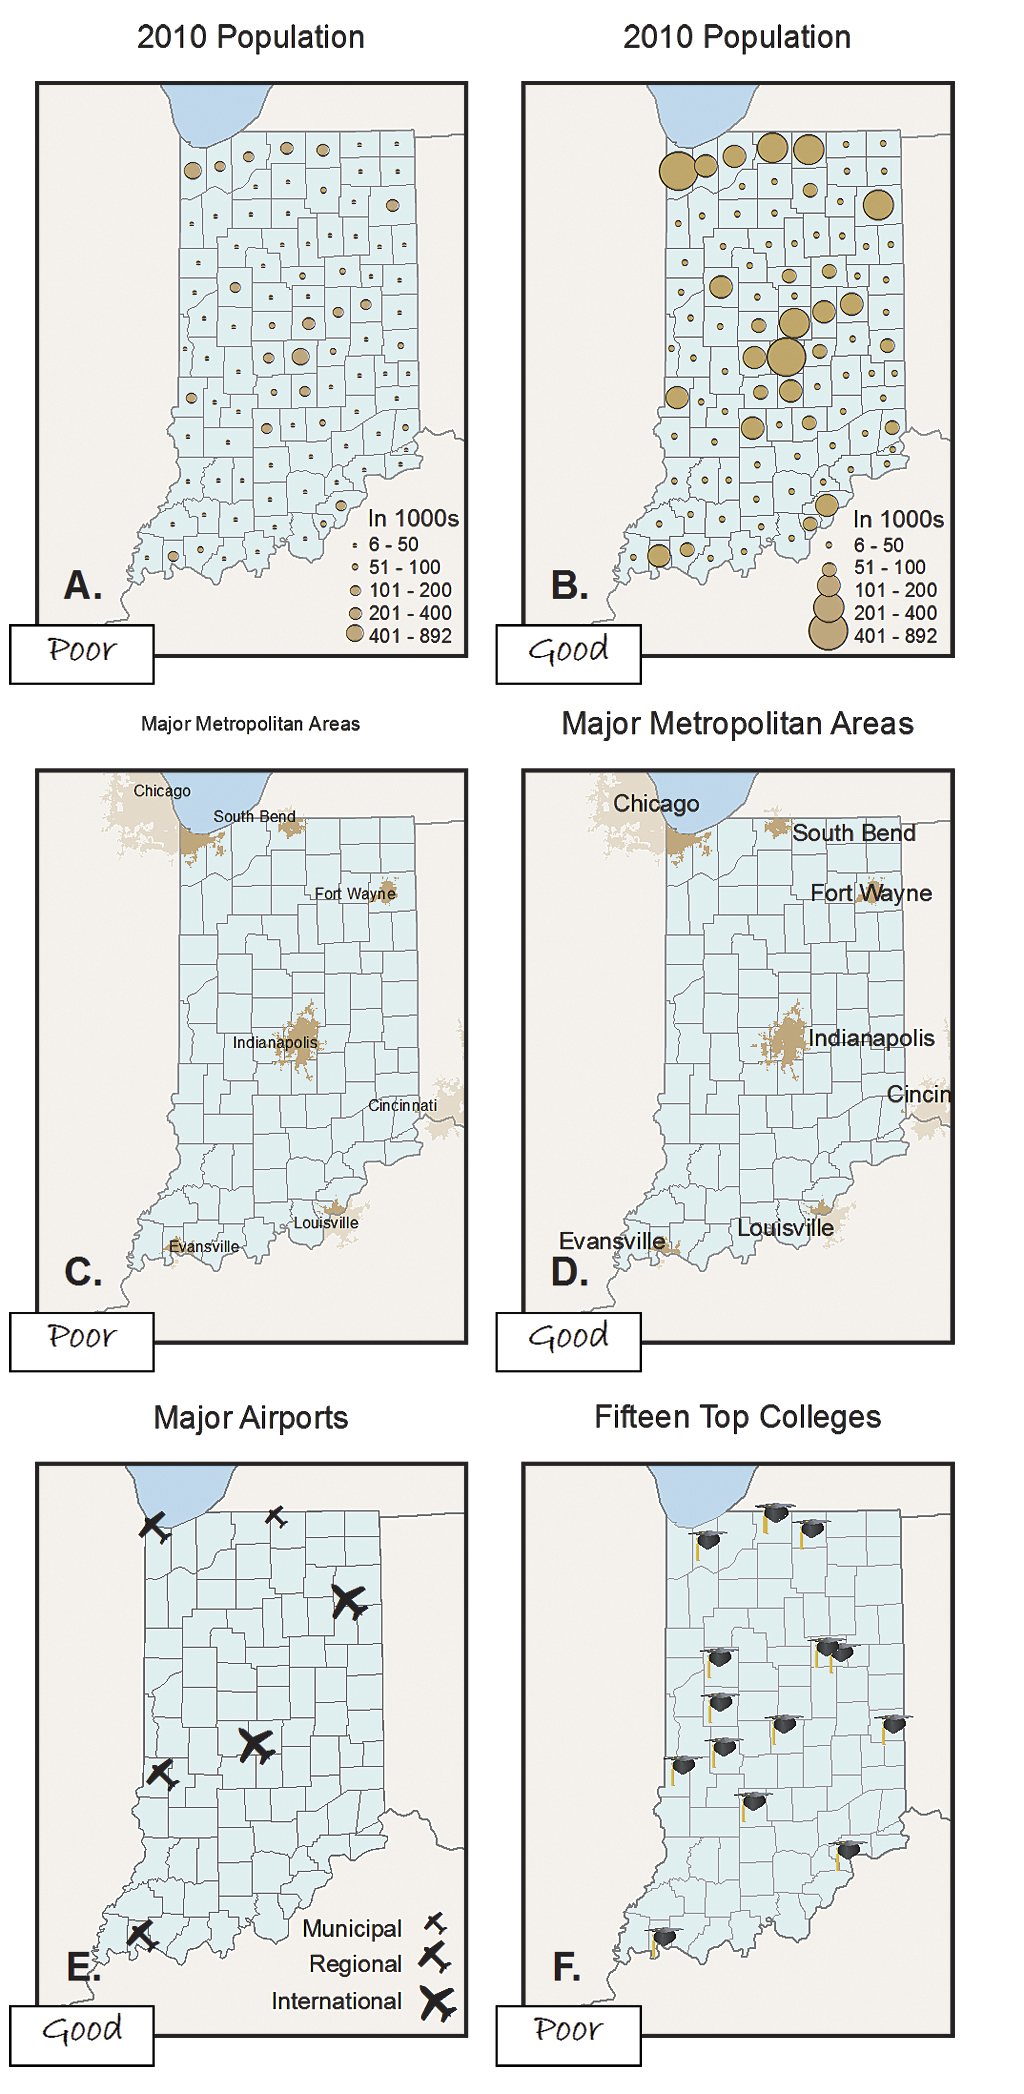 2010 Population
In 1000s
6 - 50
51 - 100
101 - 200
201 - 400
401 - 892
A.
Poor
2010 Population
In 1000s
6 - 50
51 - 100
101 - 200
201 - 400
401 - 892
B.
Good
Major Metropolitan Areas
Chicago
South Bend
Fort Wayne
Indianapolis
Cincinnati
Louisville
Evansville
C.
Poor
Major Metropolitan Areas
Chicago
South Bend
Fort Wayne
Indianapolis
Cincin
Louisville
Evansville
D.
Good
Major Airports
Municipal
Regional
International
E.
Good
Fifteen Top Colleges
F.
Poor